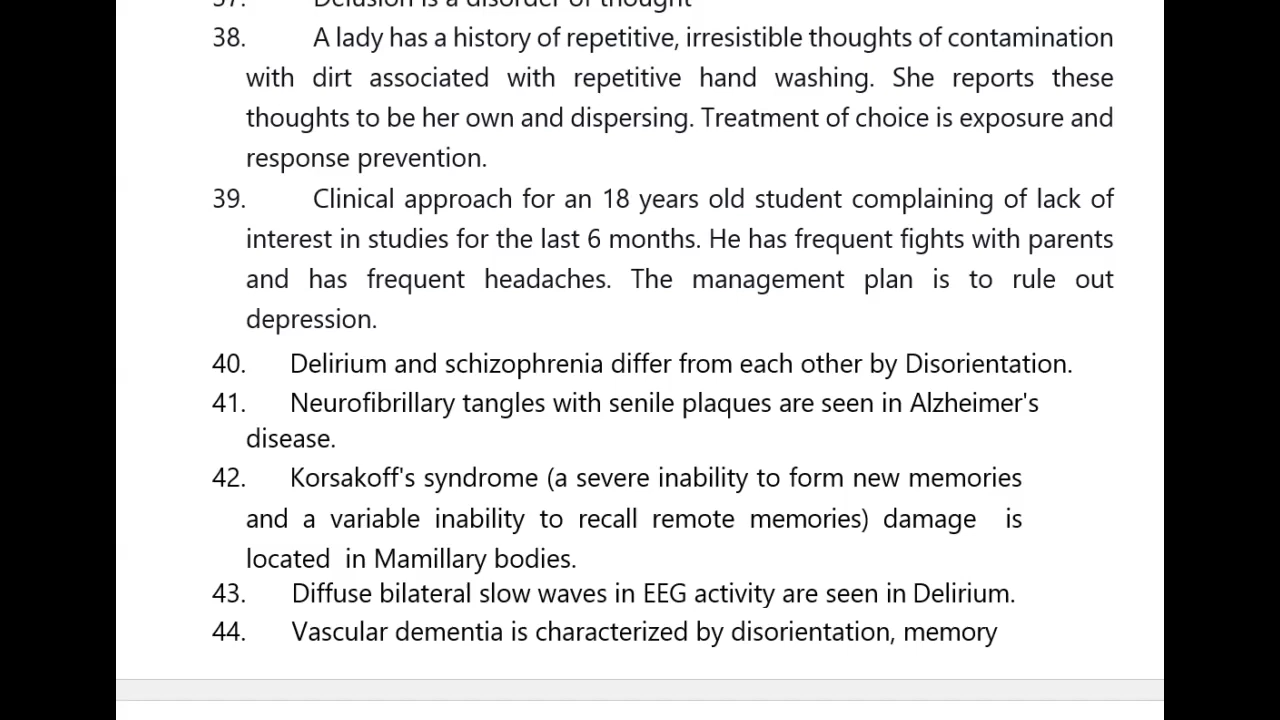 37. Delusion is a disorder of thought
38. A lady has a history of repetitive, irresistible thoughts of contamination
with dirt associated with repetitive hand washing. She reports these
thoughts to be her own and dispersing. Treatment of choice is exposure and
response prevention.
39. Clinical approach for an 18 years old student complaining of lack of
interest in studies for the last 6 months. He has frequent fights with parents
and has frequent headaches. The management plan is to rule out
depression.
40. Delirium and schizophrenia differ from each other by Disorientation.
41. Neurofibrillary tangles with senile plaques are seen in Alzheimer's
disease.
42. Korsakoff's syndrome (a severe inability to form new memories
and a variable inability to recall remote memories) damage is
located in Mamillary bodies.
43. Diffuse bilateral slow waves in EEG activity are seen in Delirium.
44. Vascular dementia is characterized by disorientation, memory